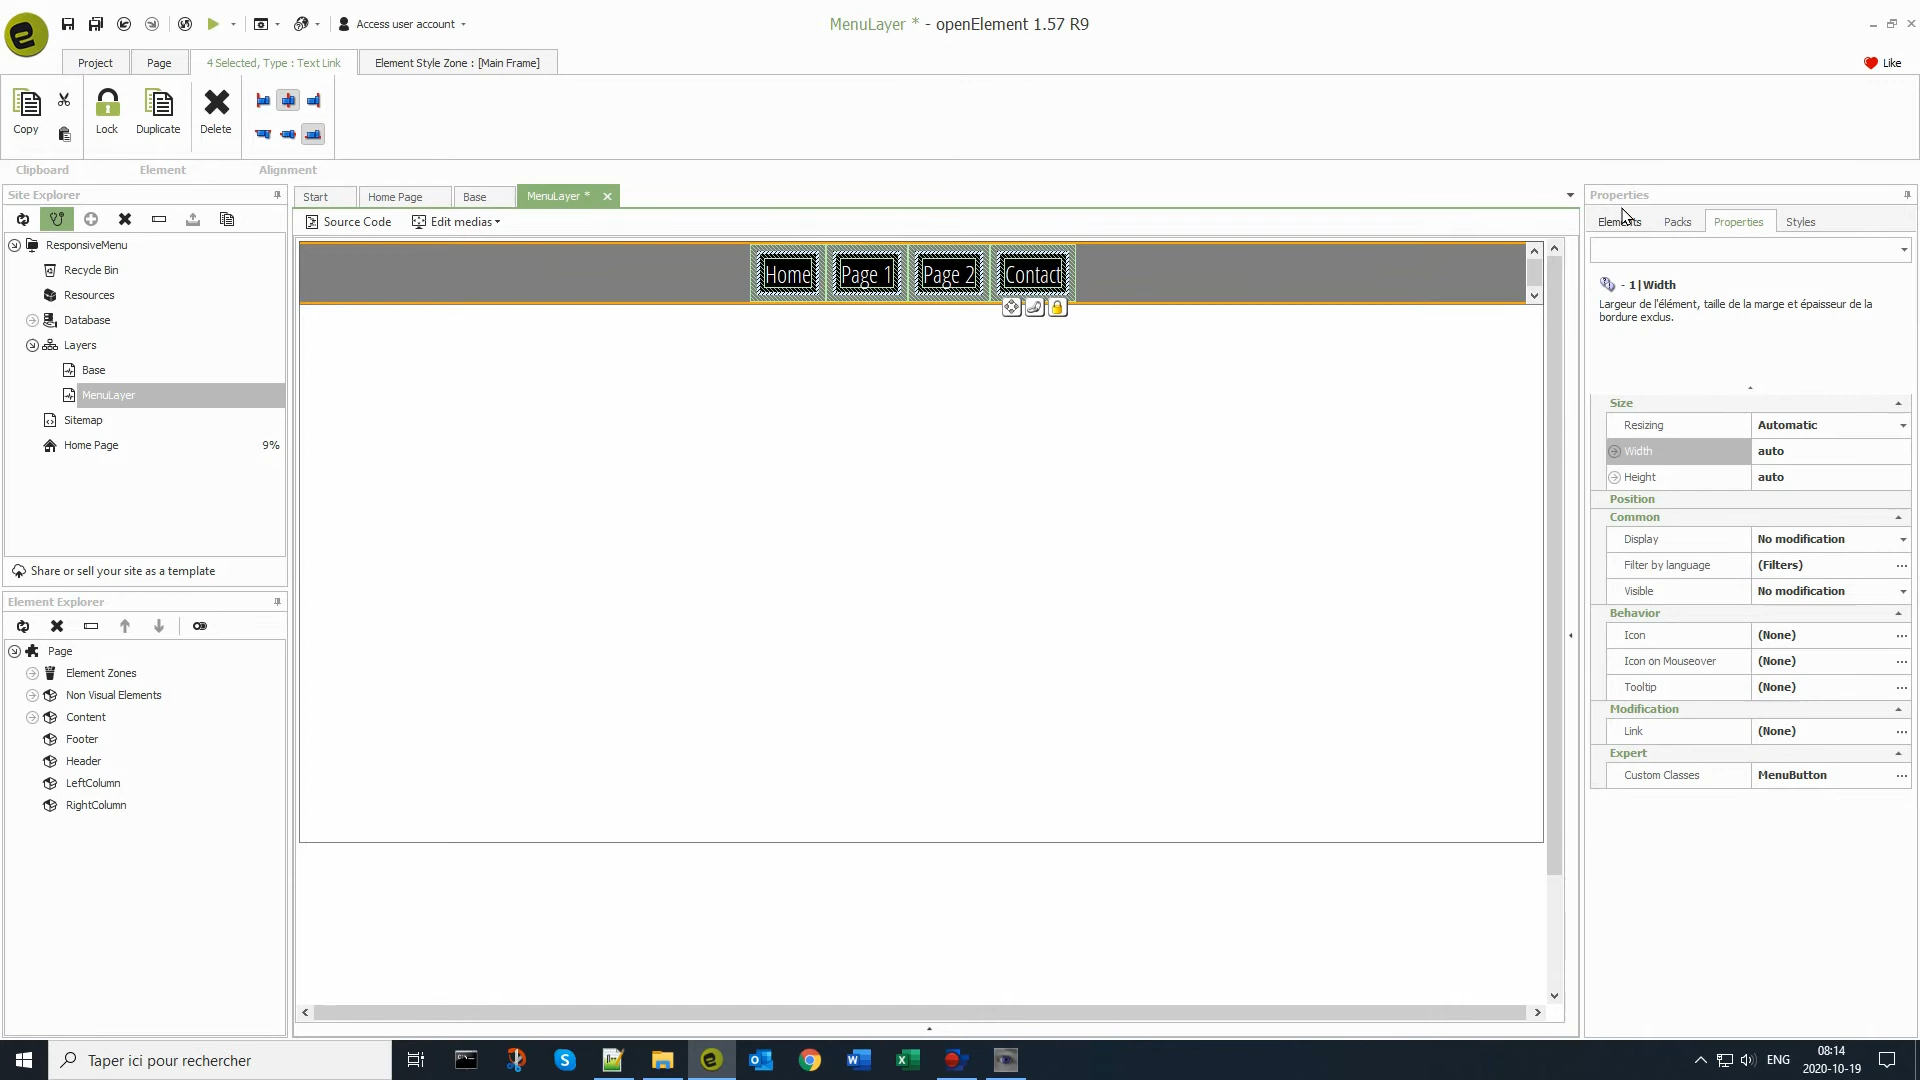 Access user account
MenuLayer * - openElement 1.57 R9
Project
Page
4 Selected, Type : Text Link
Element Style Zone : [Main Frame]
Like
Copy
Lock
Duplicate
Delete
Clipboard
Element
Alignment
Site Explorer
Start
Home Page
Base
MenuLayer *
Properties
Source Code
Edit medias
Elements
Packs
Properties
Styles
ResponsiveMenu
Recycle Bin
Resources
Database
Layers
Base
MenuLayer
Sitemap
Home Page
9%
Share or sell your site as a template
Home
Page 1
Page 2
Contact
- 1|Width
Largeur de l'élément, taille de la marge et épaisseur de la
bordure exclus.
Size
Resizing
Automatic
Width
auto
Height
auto
Position
Common
Display
No modification
Filter by language
(Filters)
Visible
No modification
Behavior
Icon
(None)
Icon on Mouseover
(None)
Tooltip
(None)
Modification
Link
(None)
Expert
Custom Classes
MenuButton
Element Explorer
Page
Element Zones
Non Visual Elements
Content
Footer
Header
LeftColumn
RightColumn
Taper ici pour rechercher
ENG
08:14
2020-10-19